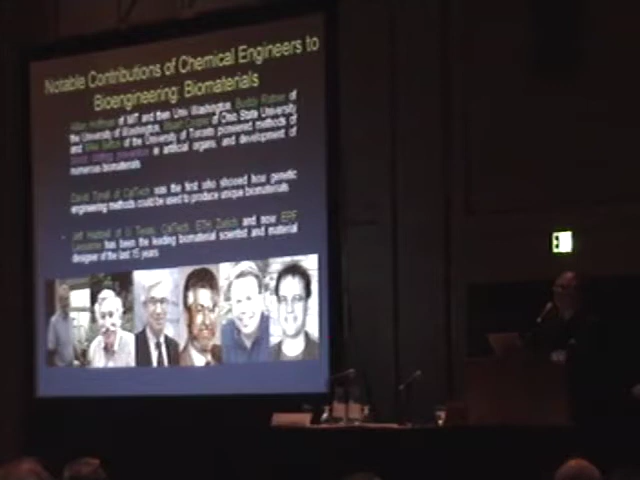 Notable Contributions of Chemical Engineers to
Bioengineering: Biomaterials
Allan Hoffman of MIT and then Univ Washington, Buddy Ratner of
the University of Washington, Stuart Cooper of Ohio State University
and of the University of Toronto pioneered methods of
blood clotting prevention in artificial organs, and development of
numerous biomaterials
David Tirrell of CalTech was the first who showed how genetic
engineering methods could be used to produce unique biomaterials
Jeff Hubbell of U Texas, CalTech, ETH Zurich and now EPF
Lausanne has been the leading biomaterial scientist and material
designer of the last 15 years